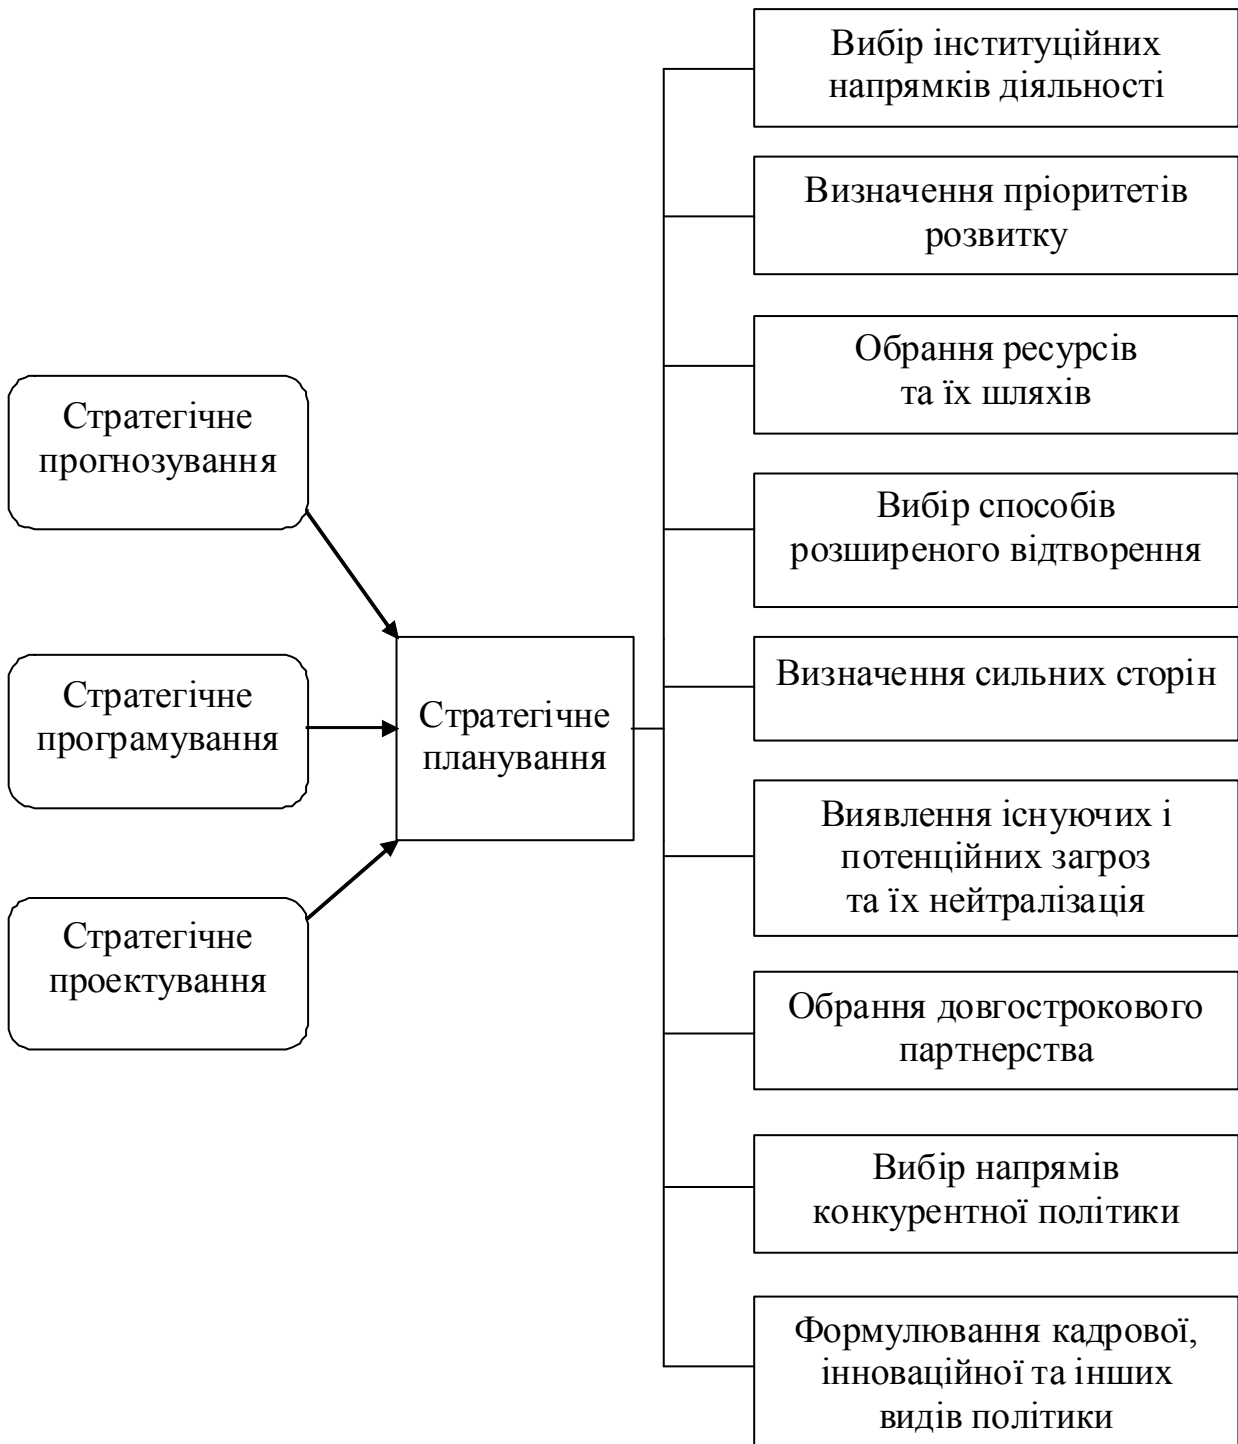 Стратегічне
прогнозування
Стратегічне
програмування
Стратегічне
проектування
Стратегічне
планування
Вибір інституційних
напрямків діяльності
Визначення пріоритетів
розвитку
Обрання ресурсів
та їх шляхів
Вибір способів
розширеного відтворення
Визначення сильних сторін
Виявлення існуючих і
потенційних загроз
та їх нейтралізація
Обрання довгострокового
партнерства
Вибір напрямів
конкурентної політики
Формулювання кадрової,
інноваційної та інших
видів політики